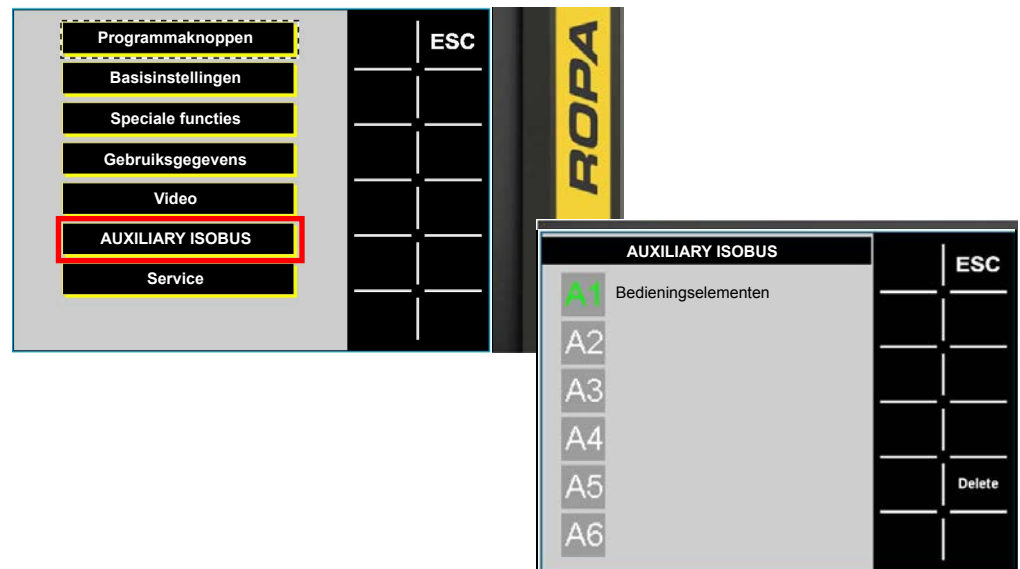 Programmaknoppen
ESC
Basisinstellingen
Speciale functies
Gebruiksgegevens
Video
AUXILIARY ISOBUS
Service
ROPA
AUXILIARY ISOBUS
ESC
A1 Bedieningselementen
A2
A3
A4
A5
Delete
A6